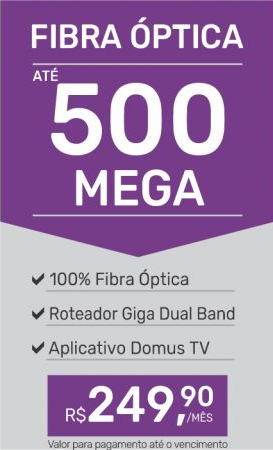 FIBRA ÓPTICA
ATÉ
500
MEGA
100% Fibra Óptica
Roteador Giga Dual Band
Aplicativo Domus TV
R$249,90
/MÊS
Valor para pagamento até o vencimento